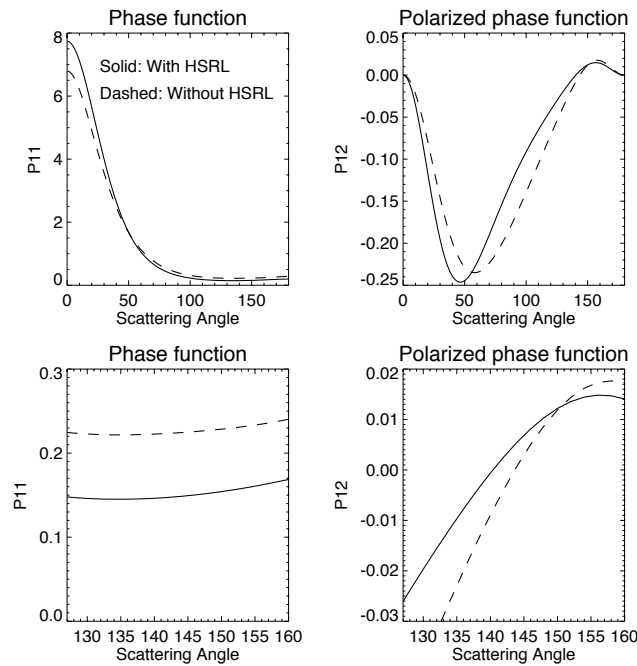 Phase function
8
6
4
2
0
P11
Solid: With HSRL
Dashed: Without HSRL
0 50 100 150
Scattering Angle
Polarized phase function
0.05
0.00
-0.05
-0.10
-0.15
-0.20
-0.25
P12
0 50 100 150
Scattering Angle
Phase function
0.3
0.2
0.1
0.0
P11
130 135 140 145 150 155 160
Scattering Angle
Polarized phase function
0.02
0.01
0.00
-0.01
-0.02
-0.03
P12
130 135 140 145 150 155 160
Scattering Angle